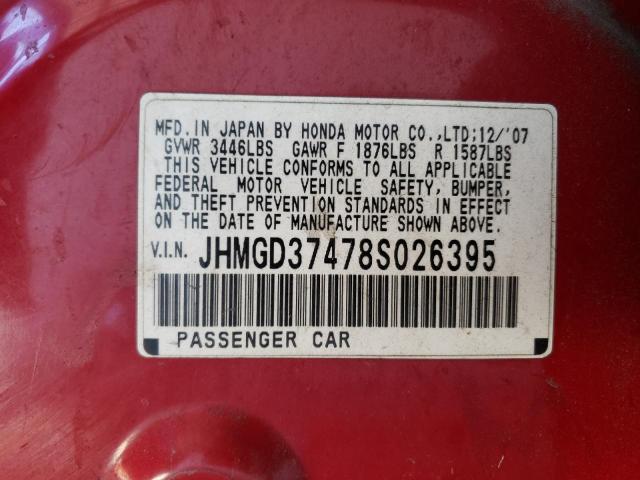 MFD. IN JAPAN BY HONDA MOTOR CO.,LTD;12/'07
GVWR 3446LBS GAWR F 1876LBS R 1587LBS
THIS VEHICLE CONFORMS TO ALL APPLICABLE
FEDERAL MOTOR VEHICLE SAFETY, BUMPER,
AND THEFT PREVENTION STANDARDS IN EFFECT
ON THE DATE OF MANUFACTURE SHOWN ABOVE.
V.I.N. JHMGD37478S026395
PASSENGER CAR